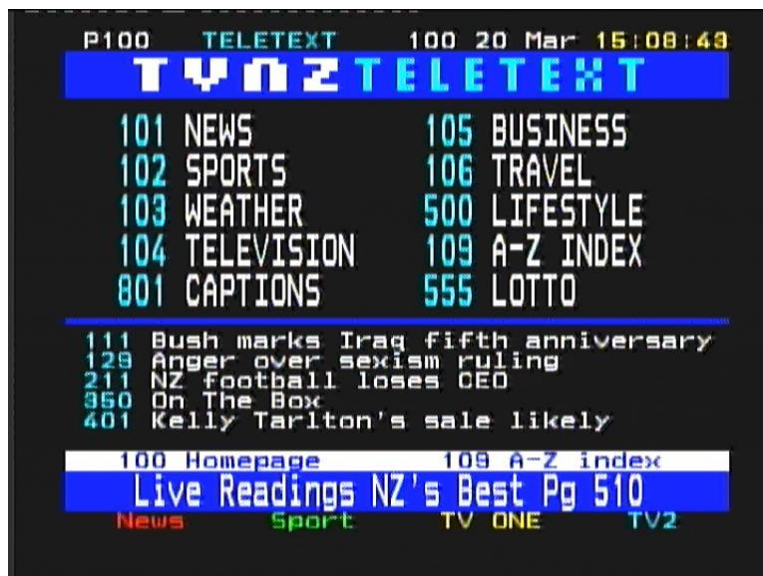 P100 TELETEXT 100 20 Mar 15:08:43
TVNZ TELETEXT
101 NEWS 105 BUSINESS
102 SPORTS 106 TRAVEL
103 WEATHER 500 LIFESTYLE
104 TELEVISION 109 A-Z INDEX
801 CAPTIONS 555 LOTTO
111 Bush marks Iraq fifth anniversary
129 Anger over sexism ruling
211 NZ football loses CEO
350 On The Box
401 Kelly Tarlton's sale likely
100 Homepage 109 A-Z index
Live Readings NZ's Best Pg 510
News Sport TV ONE TV2